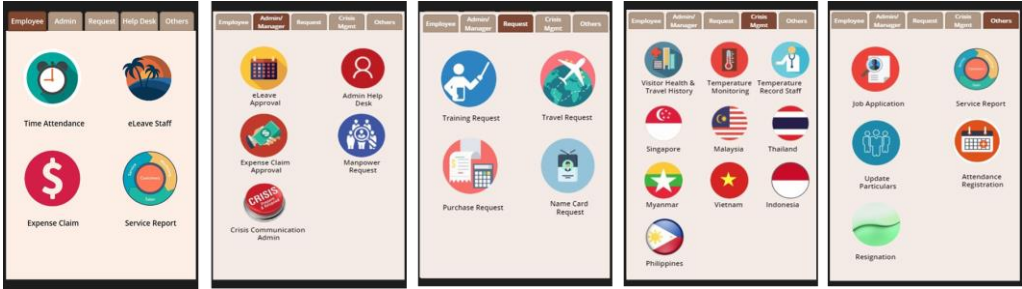 Employee Admin Request Help Desk Others
Time Attendance eLeave Staff
Expense Claim Service Report
Employee Admin/ Manager Request Crisis Mgmt Others
eLeave Approval Admin Help Desk
Expense Claim Approval Manpower Request
CRISIS
Crisis Communication Admin
Employee Admin/ Manager Request Crisis Mgmt Others
Training Request Travel Request
Purchase Request Name Card Request
Employee Admin/ Manager Request Crisis Mgmt Others
Visitor Health & Travel History Temperature Monitoring Temperature Record Staff
Singapore Malaysia Thailand
Myanmar Vietnam Indonesia
Philippines
Employee Admin/ Manager Request Crisis Mgmt Others
Job Application Service Report
Update Particulars Attendance Registration
Resignation